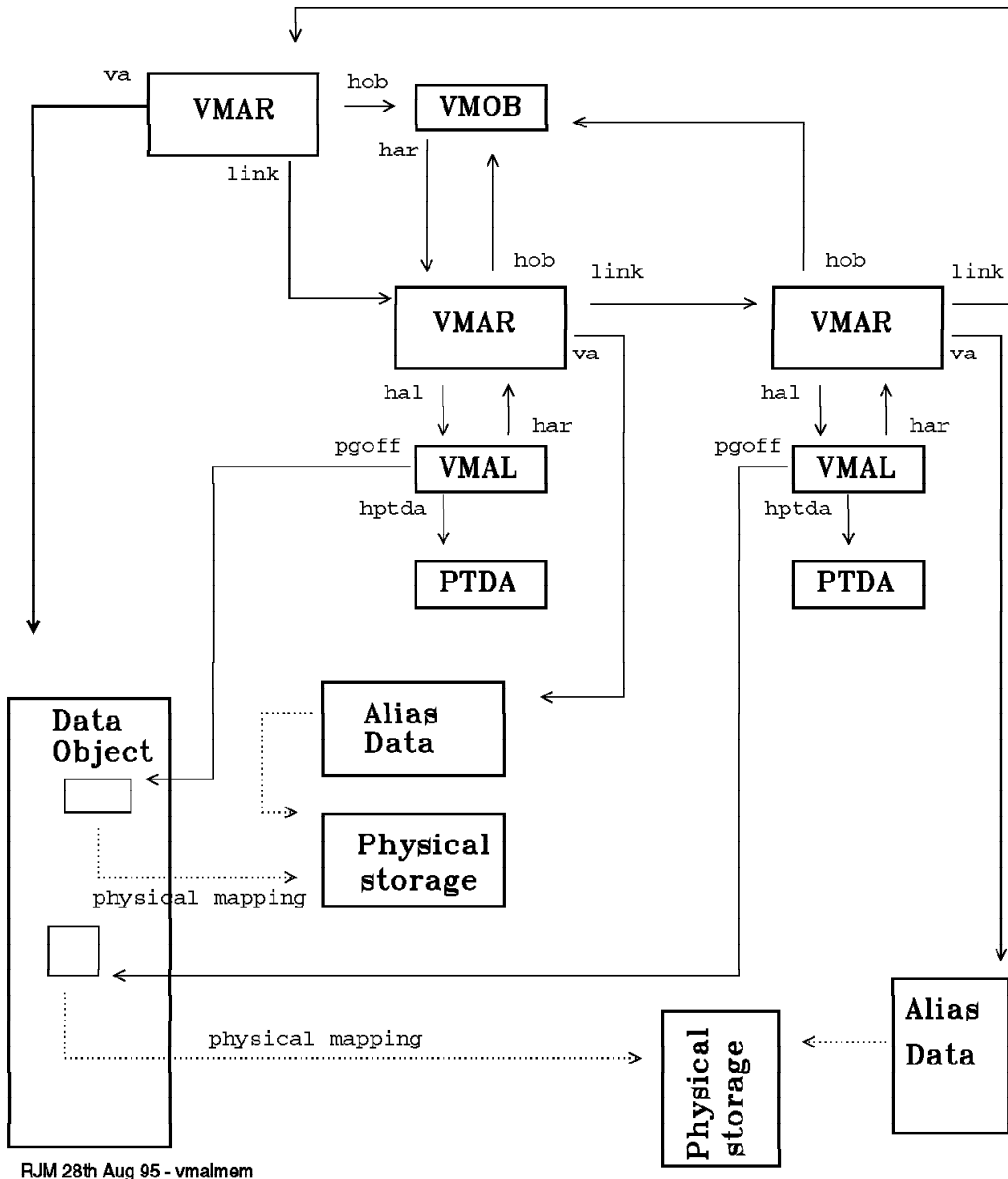 va
hob
VMAR
VMOB
link
har
hob
link
hob
link
VMAR
VMAR
va
va
hal
har
hal
har
pgoff
VMAL
pgoff
VMAL
hptda
hptda
PTDA
PTDA
Data
Object
Alias
Data
Physical
storage
physical mapping
physical mapping
Physical
storage
Alias
Data
RJM 28th Aug 95 - vmalmem